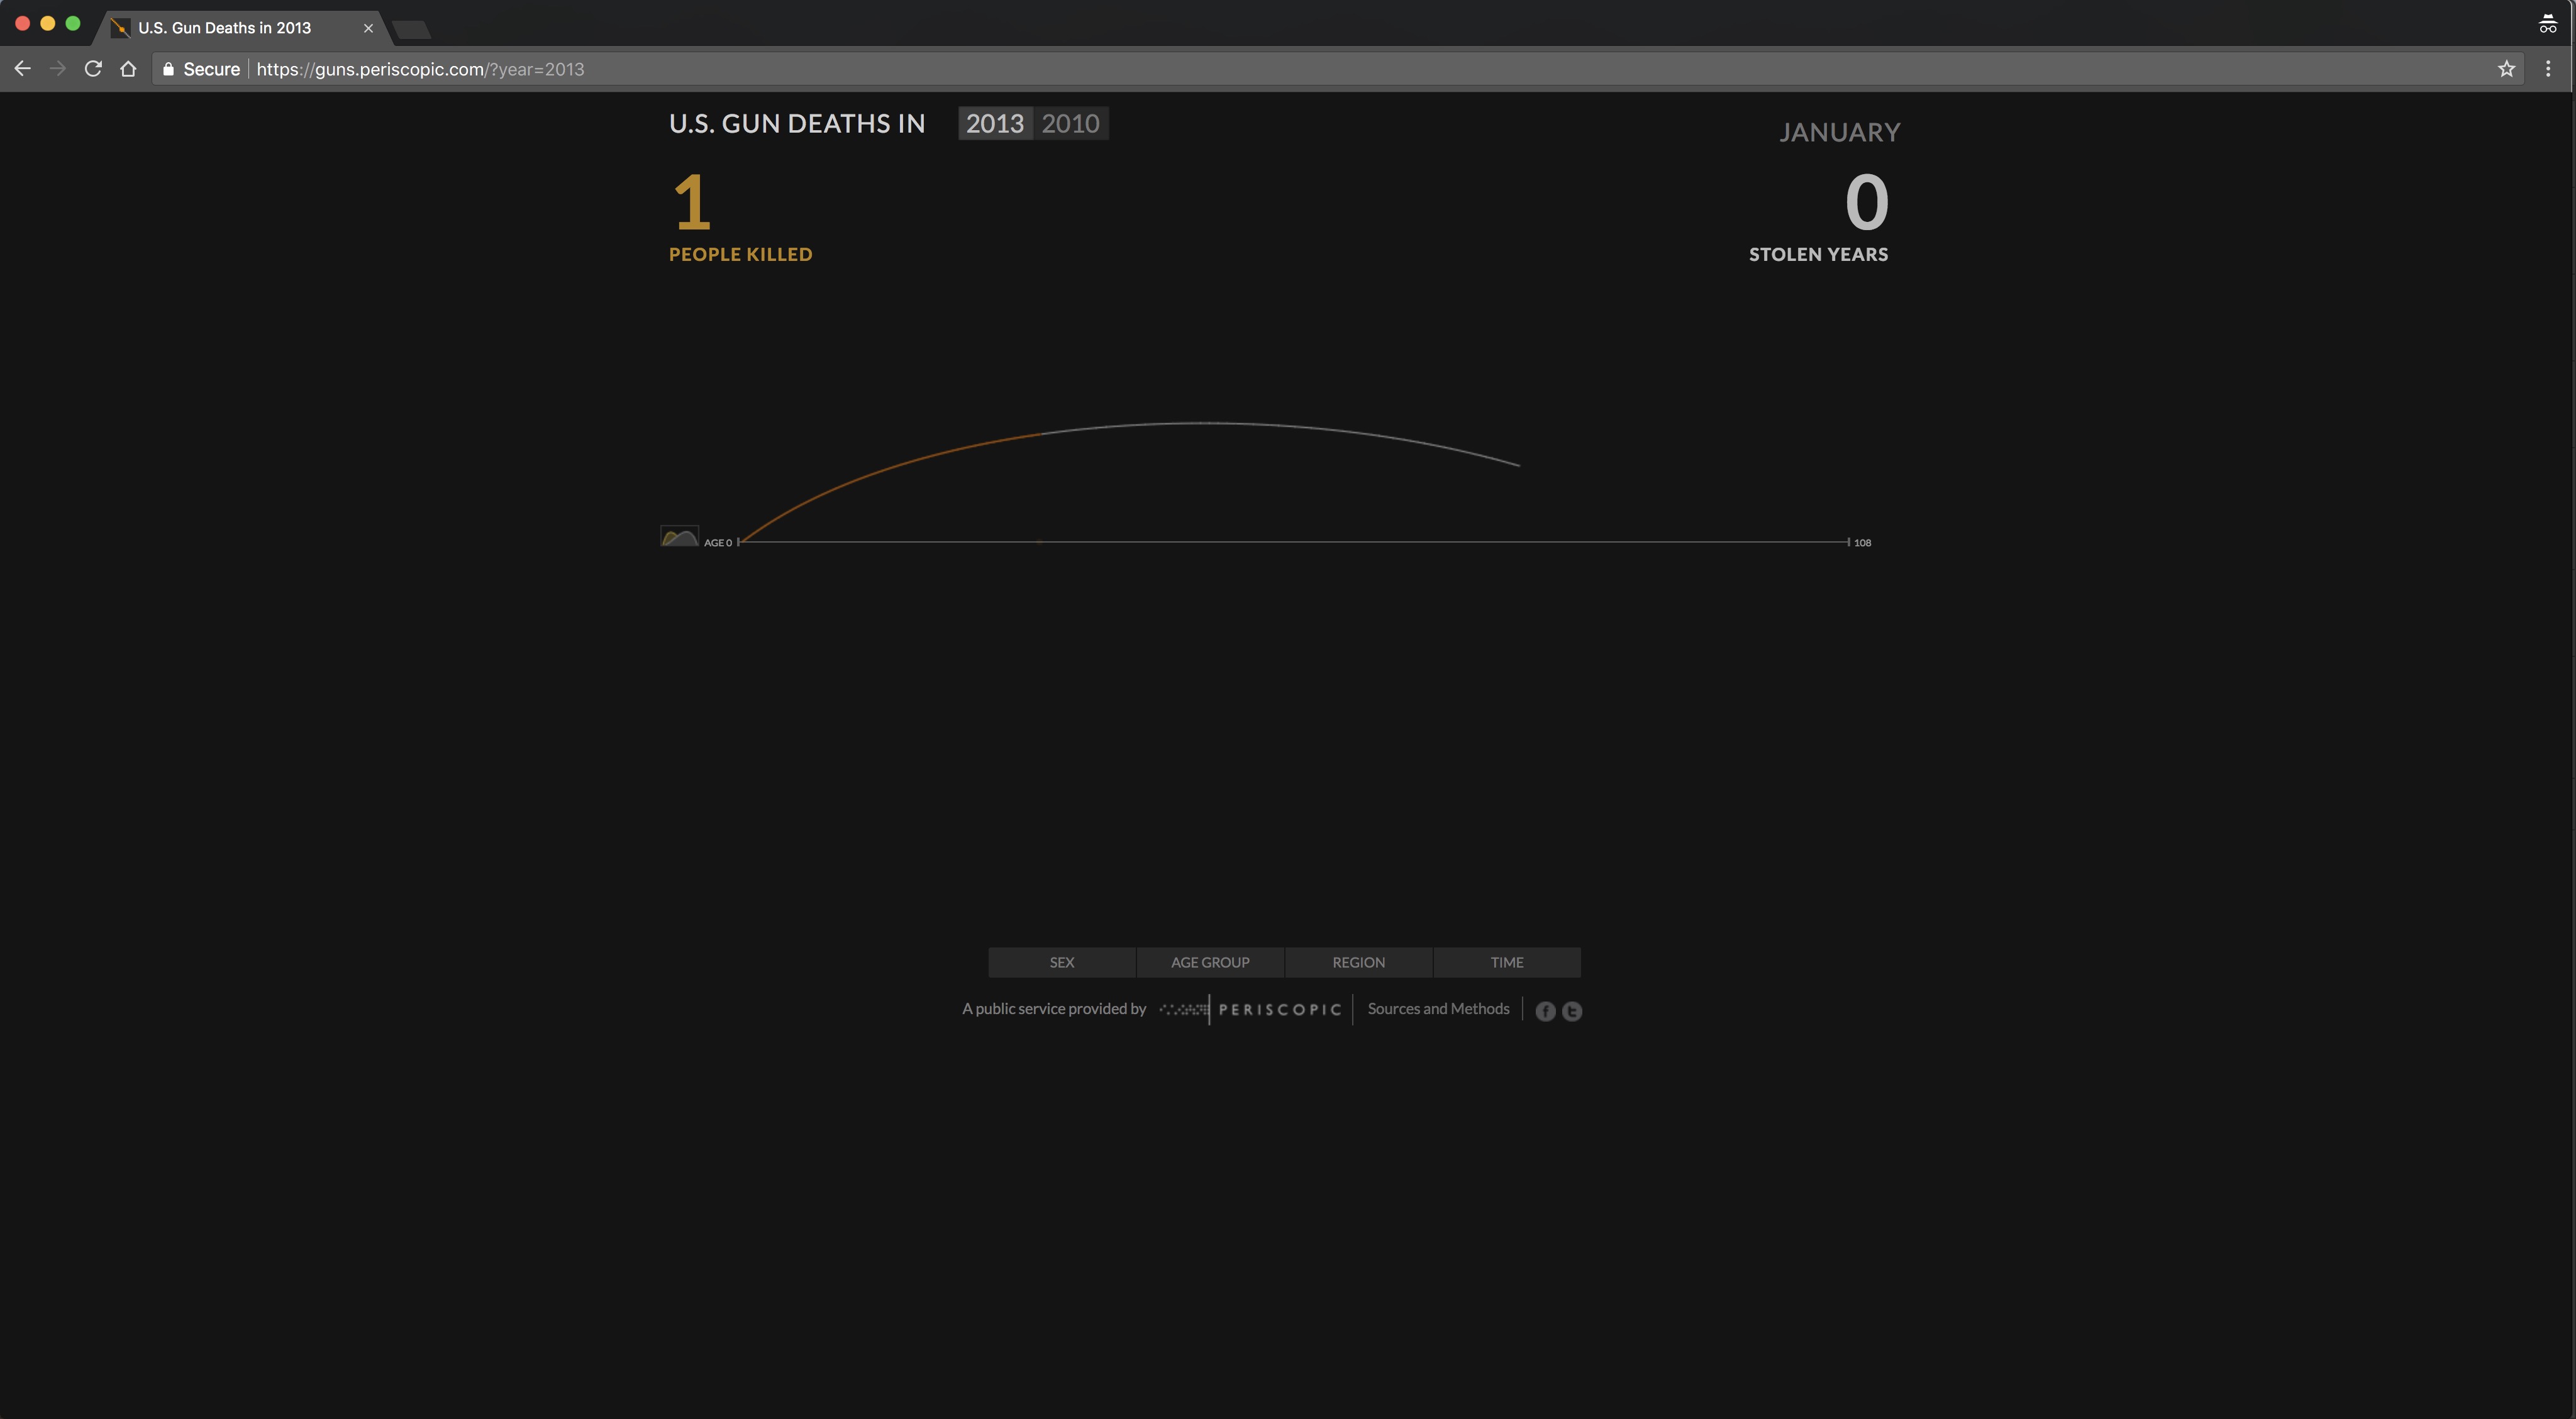 U.S. Gun Deaths in 2013
Secure https://guns.periscopic.com/?year=2013
U.S. GUN DEATHS IN 2013 2010
JANUARY
1
PEOPLE KILLED
0
STOLEN YEARS
AGE 0
108
SEX AGE GROUP REGION TIME
A public service provided by PERISCOPIC Sources and Methods